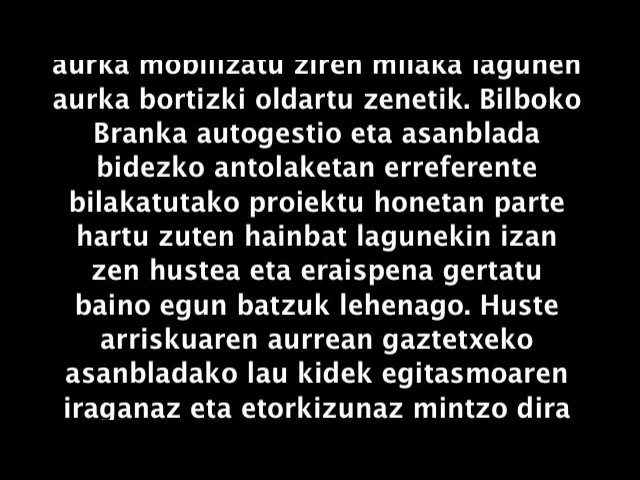 aurka mobilizatu ziren milaka lagunen
aurka bortizki oldartu zenetik. Bilboko
Branka autogestio eta asanblada
bidezko antolaketan erreferente
bilakatutako proiektu honetan parte
hartu zuten hainbat lagunekin izan
zen hustea eta eraispena gertatu
baino egun batzuk lehenago. Huste
arriskuaren aurrean gaztetxeko
asanbladako lau kidek egitasmoaren
iraganaz eta etorkizunaz mintzo dira